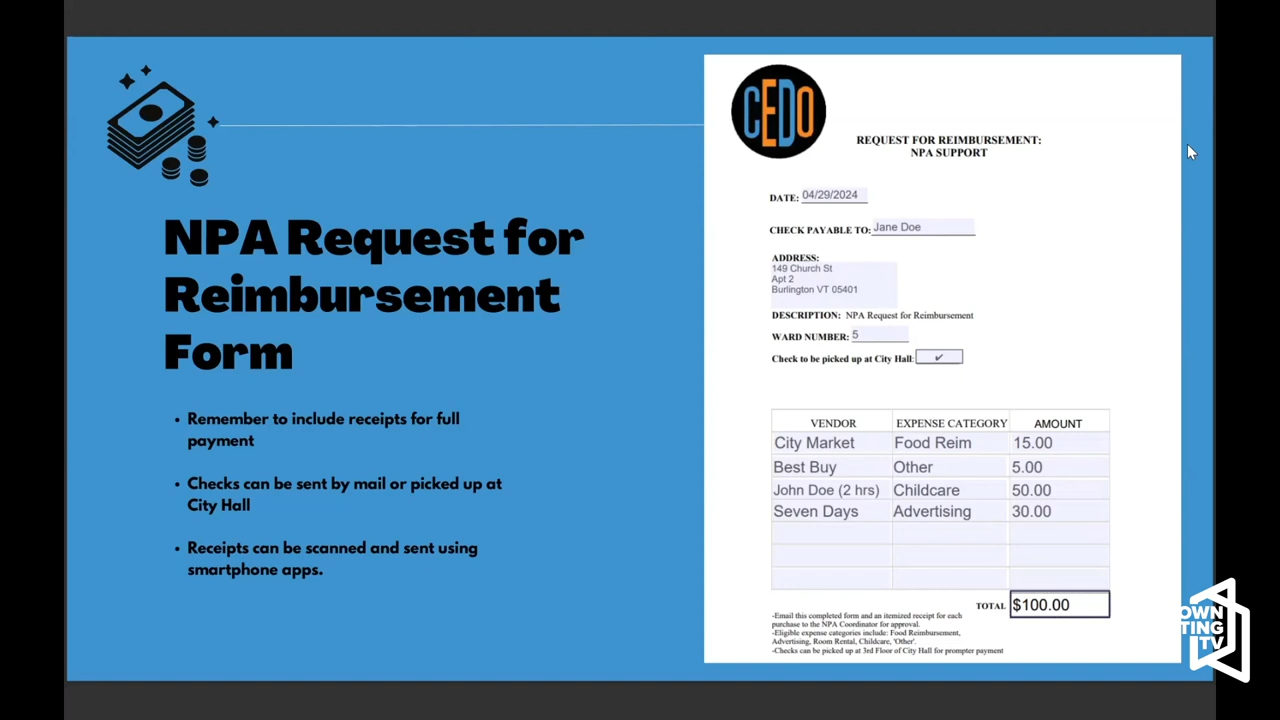 NPA Request for
Reimbursement
Form
• Remember to include receipts for full
payment
• Checks can be sent by mail or picked up at
City Hall
• Receipts can be scanned and sent using
smartphone apps.
CEDO
REQUEST FOR REIMBURSEMENT:
NPA SUPPORT
DATE: 04/29/2024
CHECK PAYABLE TO: Jane Doe
ADDRESS:
149 Church St
Apt 2
Burlington VT 05401
DESCRIPTION: NPA Request for Reimbursement
WARD NUMBER: 5
Check to be picked up at City Hall: ✓
VENDOR EXPENSE CATEGORY AMOUNT
City Market Food Reim 15.00
Best Buy Other 5.00
John Doe (2 hrs) Childcare 50.00
Seven Days Advertising 30.00
TOTAL $100.00
-Email this completed form and an itemized receipt for each
purchase to the NPA Coordinator for approval.
-Eligible expense categories include: Food Reimbursement,
Advertising, Room Rental, Childcare, 'Other'.
-Checks can be picked up at 3rd Floor of City Hall for prompter payment
OWN
TING
TV